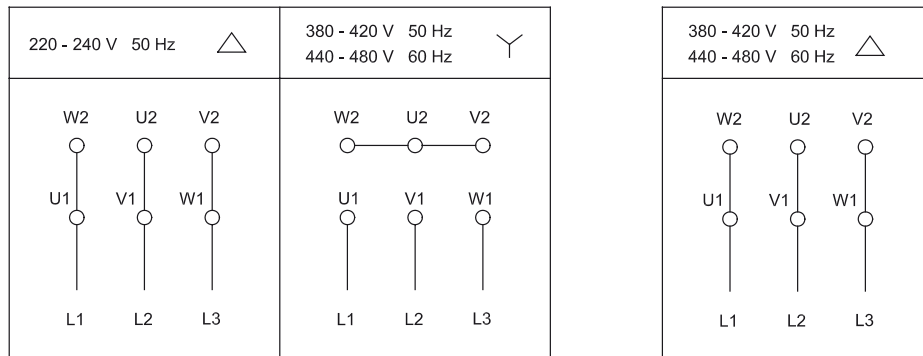 220 - 240 V 50 Hz
380 - 420 V 50 Hz
440 - 480 V 60 Hz
380 - 420 V 50 Hz
440 - 480 V 60 Hz
W2 U2 V2
U1 V1 W1
L1 L2 L3
W2 U2 V2
U1 V1 W1
L1 L2 L3
W2 U2 V2
U1 V1 W1
L1 L2 L3